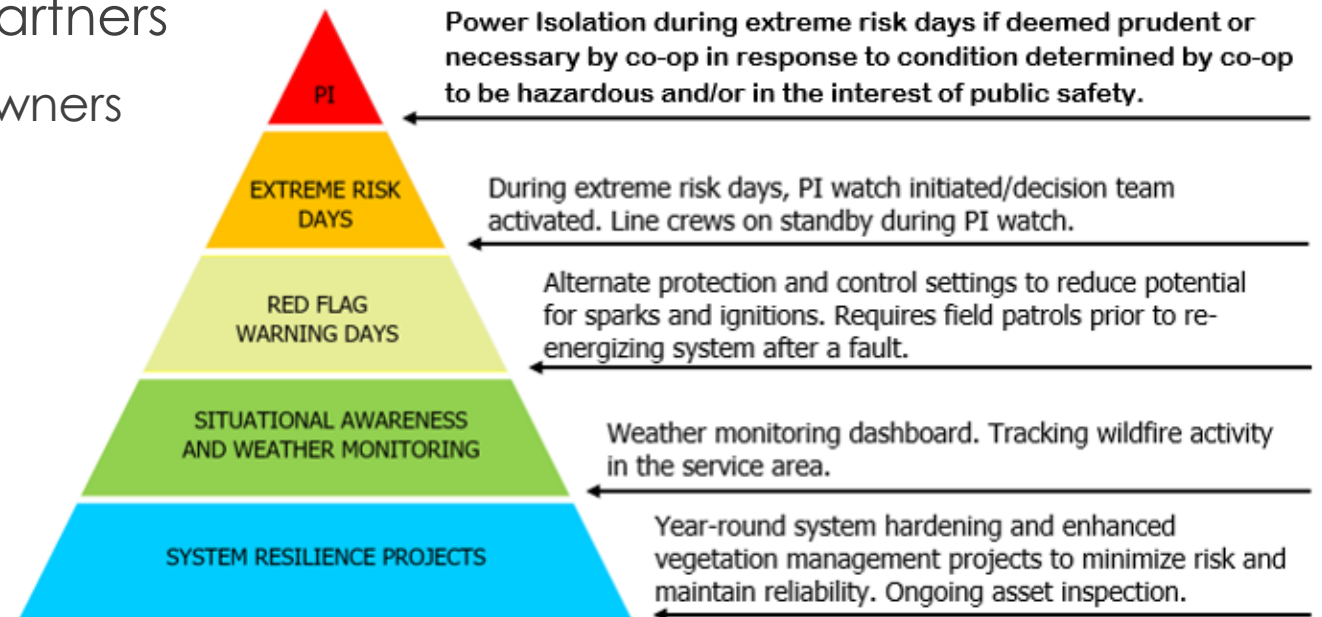 artners
wners
Power Isolation during extreme risk days if deemed prudent or
necessary by co-op in response to condition determined by co-op
to be hazardous and/or in the interest of public safety.
PI
EXTREME RISK
DAYS
During extreme risk days, PI watch initiated/decision team
activated. Line crews on standby during PI watch.
RED FLAG
WARNING DAYS
Alternate protection and control settings to reduce potential
for sparks and ignitions. Requires field patrols prior to re-
energizing system after a fault.
SITUATIONAL AWARENESS
AND WEATHER MONITORING
Weather monitoring dashboard. Tracking wildfire activity
in the service area.
SYSTEM RESILIENCE PROJECTS
Year-round system hardening and enhanced
vegetation management projects to minimize risk and
maintain reliability. Ongoing asset inspection.